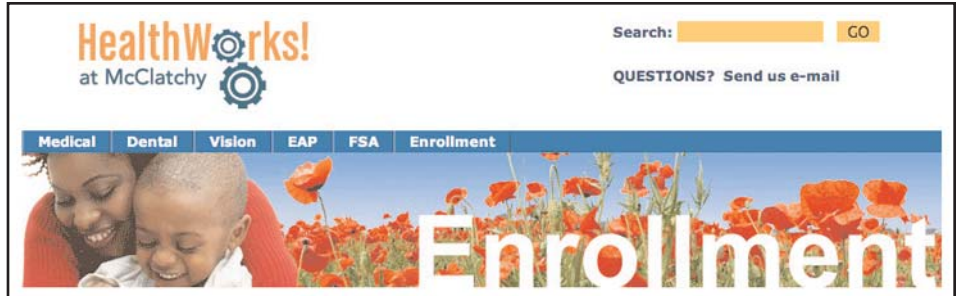 HealthWorks!
at McClatchy
Search: GO
QUESTIONS? Send us e-mail
Medical Dental Vision EAP FSA Enrollment
Enrollment